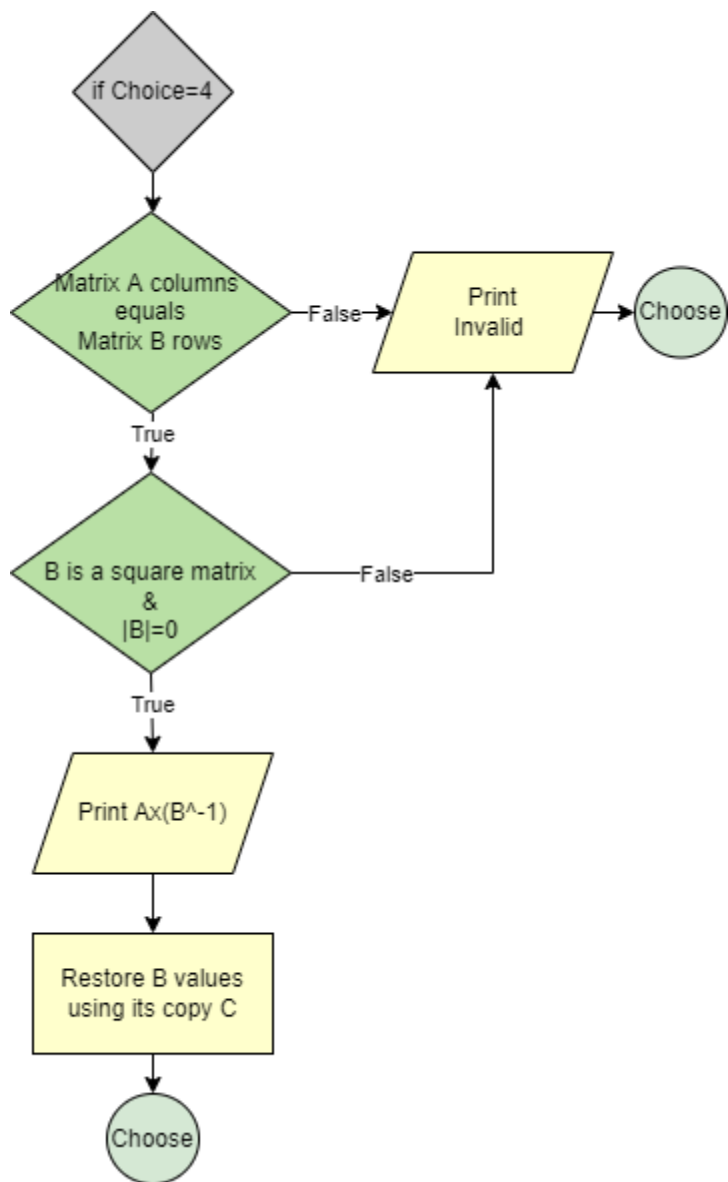 if Choice=4
Matrix A columns
equals
Matrix B rows
False
Print
Invalid
Choose
True
B is a square matrix
&
|B|=0
False
True
Print Ax(B^-1)
Restore B values
using its copy C
Choose